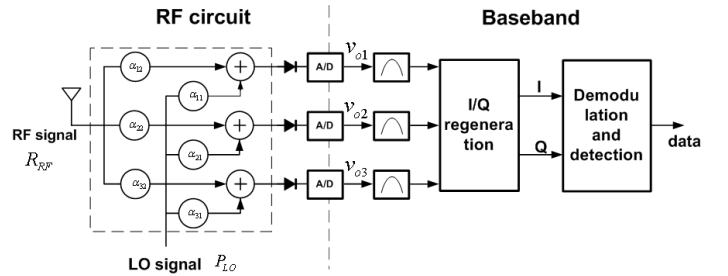 RF circuit
Baseband
α12
α11
A/D
vo1
α22
α21
A/D
vo2
α32
α31
A/D
vo3
RF signal
RRF
LO signal PLO
I/Q
regenera
tion
I
Q
Demodu
lation
and
detection
data